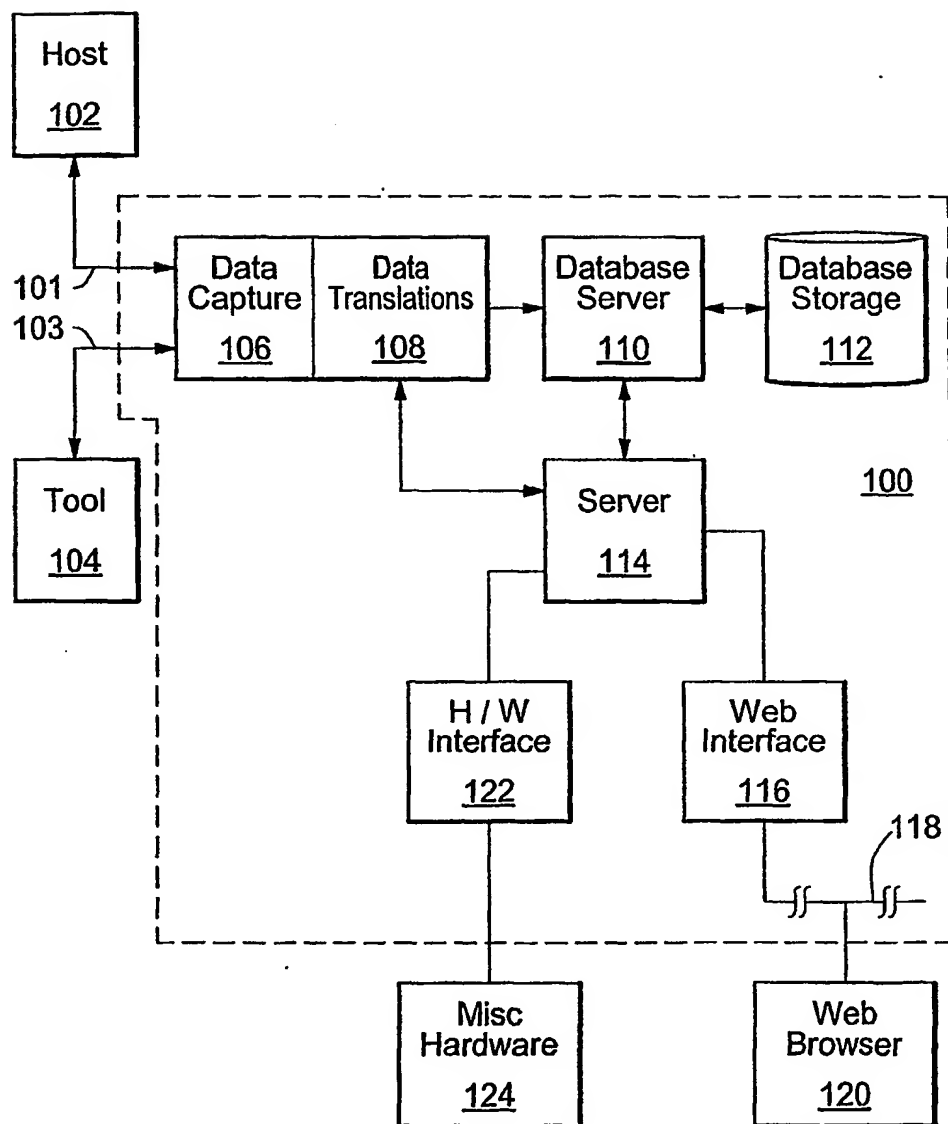 Host
102
101
103
Data
Capture
106
Data
Translations
108
Database
Server
110
Database
Storage
112
Tool
104
Server
114
100
H / W
Interface
122
Web
Interface
116
118
Misc
Hardware
124
Web
Browser
120